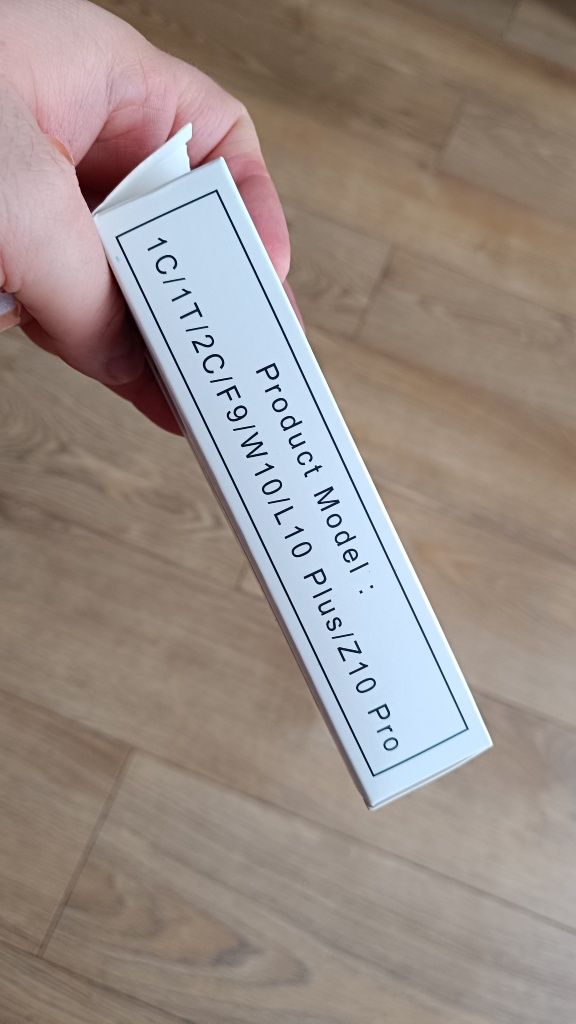 Product Model :
1C/1T/2C/F9/W10/L10 Plus/Z10 Pro